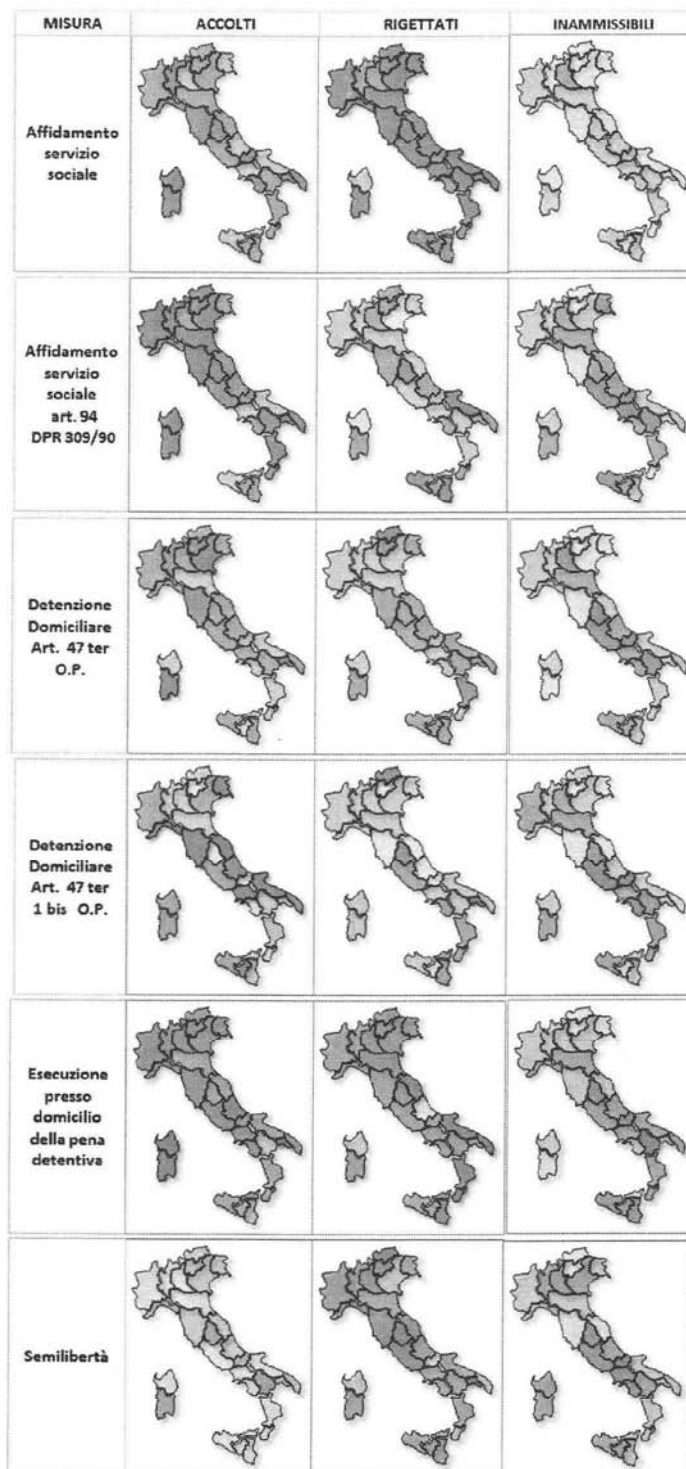 MISURA ACCOLTI RIGETTATI INAMMISSIBILI
Affidamento
servizio
sociale
Affidamento
servizio
sociale
art. 94
DPR 309/90
Detenzione
Domiciliare
Art. 47 ter
O.P.
Detenzione
Domiciliare
Art. 47 ter
1 bis O.P.
Esecuzione
presso
domicilio
della pena
detentiva
Semilibertà